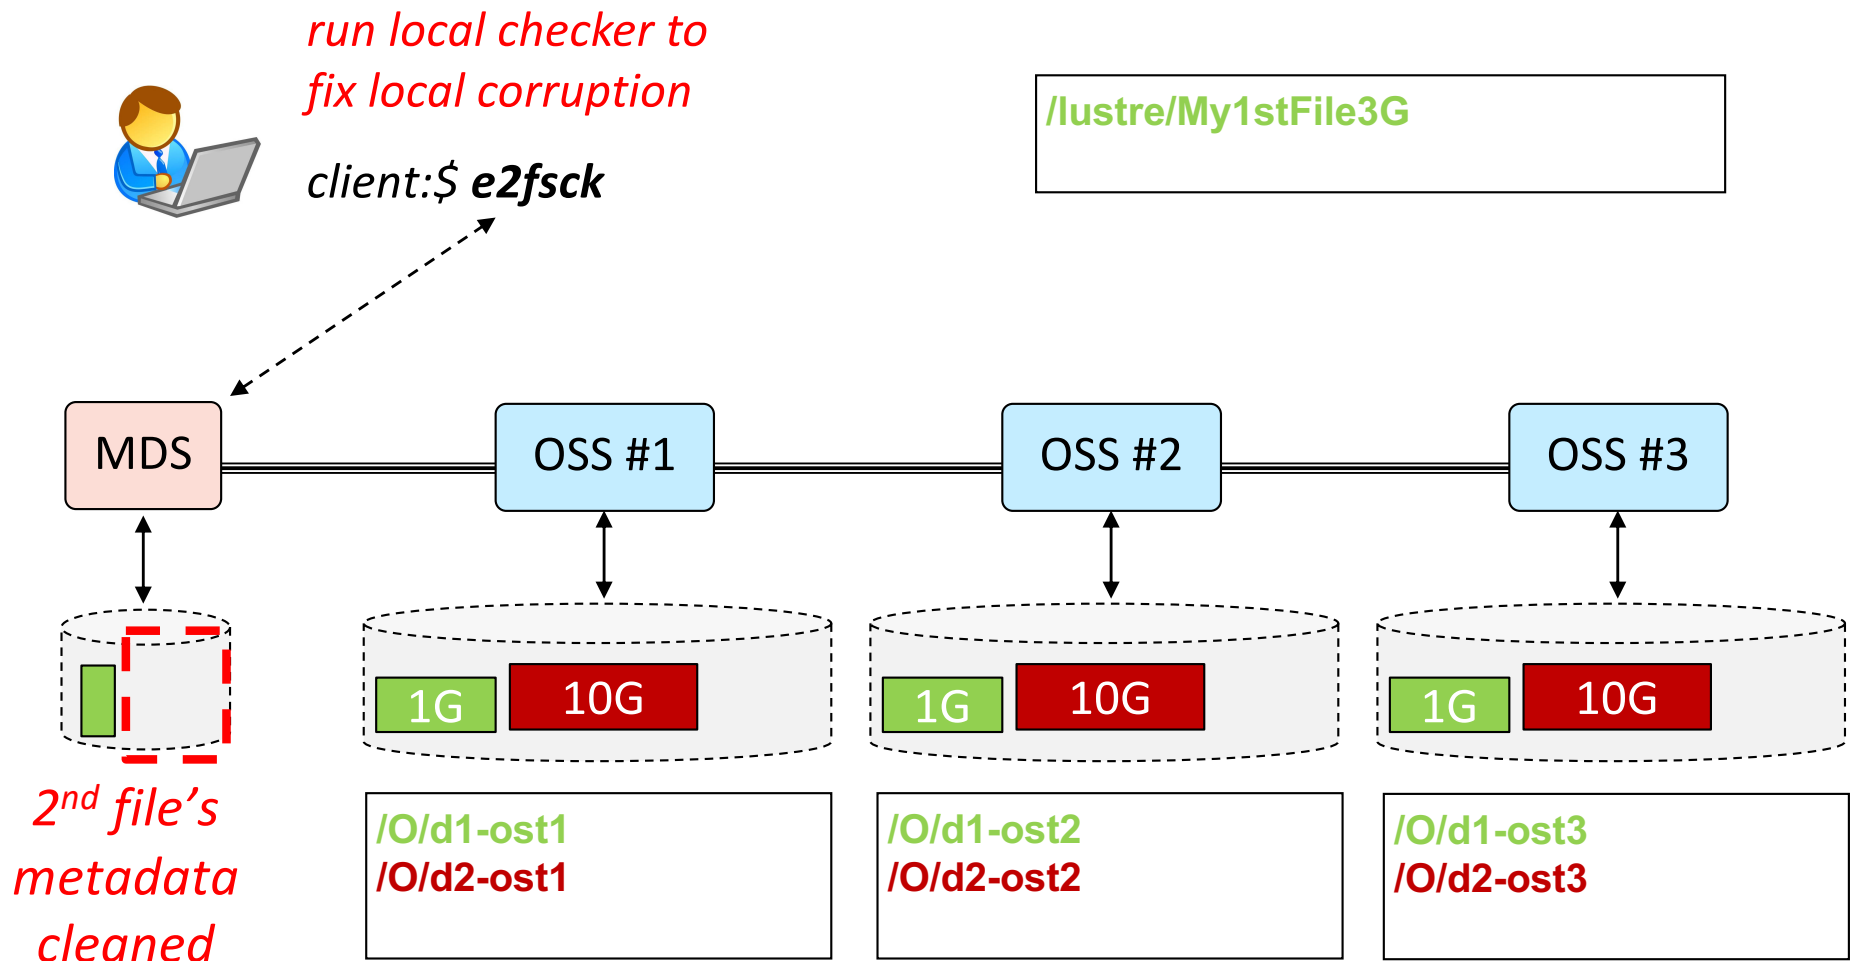 run local checker to
fix local corruption
client:$ e2fsck
/lustre/My1stFile3G
MDS
OSS #1
OSS #2
OSS #3
1G
10G
1G
10G
1G
10G
2nd file’s
metadata
cleaned
/O/d1-ost1
/O/d2-ost1
/O/d1-ost2
/O/d2-ost2
/O/d1-ost3
/O/d2-ost3